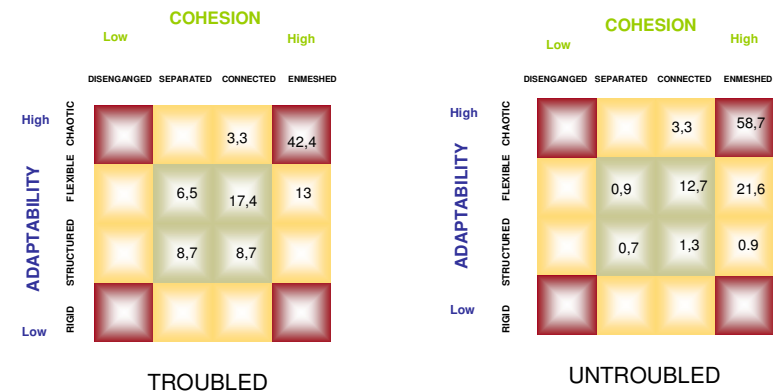 COHESION
Low High
DISENGANGED SEPARATED CONNECTED ENMESHED
High
ADAPTABILITY
Low
CHAOTIC
FLEXIBLE
STRUCTURED
RIGID
3,3 42,4
6,5 17,4 13
8,7 8,7
TROUBLED
COHESION
Low High
DISENGANGED SEPARATED CONNECTED ENMESHED
High
ADAPTABILITY
Low
CHAOTIC
FLEXIBLE
STRUCTURED
RIGID
3,3 58,7
0,9 12,7 21,6
0,7 1,3 0.9
UNTROUBLED